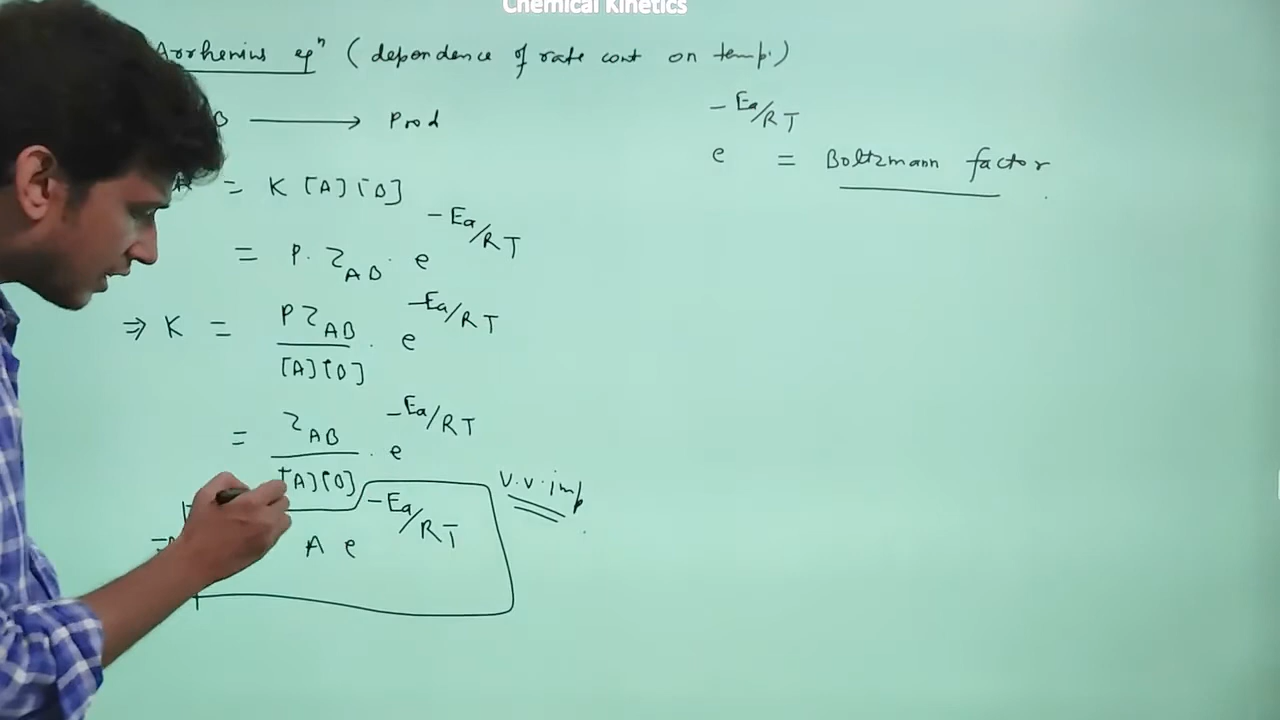 Chemical Kinetics
Arrhenius eqⁿ (dependence of rate cont on temp.)
B ⟶ Prod
= K [A][B]
= P. Z_AB . e^-Ea/RT
⇒ K = PZ_AB/[A][B] . e^-Ea/RT
= Z_AB/[A][B] . e^-Ea/RT
A e^-Ea/RT
v.v.imp
e^-Ea/RT = Boltzmann factor